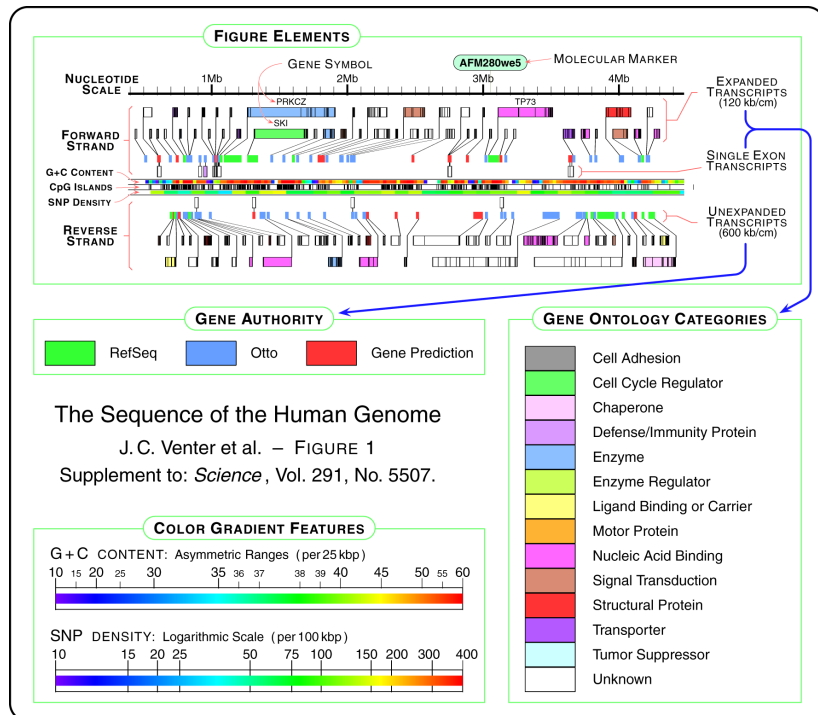 FIGURE ELEMENTS
GENE SYMBOL
AFM280we5
MOLECULAR MARKER
NUCLEOTIDE SCALE
1Mb 2Mb 3Mb 4Mb
EXPANDED TRANSCRIPTS (120 kb/cm)
PRKCZ
TP73
SKI
FORWARD STRAND
SINGLE EXON TRANSCRIPTS
G+C CONTENT
CPG ISLANDS
SNP DENSITY
REVERSE STRAND
UNEXPANDED TRANSCRIPTS (600 kb/cm)
GENE AUTHORITY
RefSeq Otto Gene Prediction
The Sequence of the Human Genome
J. C. Venter et al. – FIGURE 1
Supplement to: Science, Vol. 291, No. 5507.
COLOR GRADIENT FEATURES
G+C CONTENT: Asymmetric Ranges (per 25 kbp)
10 15 20 25 30 35 36 37 38 39 40 45 50 55 60
SNP DENSITY: Logarithmic Scale (per 100 kbp)
10 15 20 25 50 75 100 150 200 300 400
GENE ONTOLOGY CATEGORIES
Cell Adhesion
Cell Cycle Regulator
Chaperone
Defense/Immunity Protein
Enzyme
Enzyme Regulator
Ligand Binding or Carrier
Motor Protein
Nucleic Acid Binding
Signal Transduction
Structural Protein
Transporter
Tumor Suppressor
Unknown